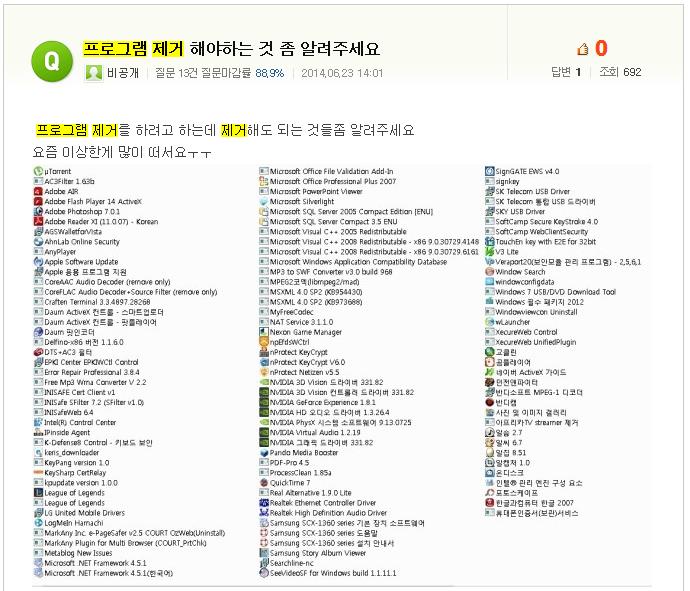 Q
프로그램 제거 해야하는 것 좀 알려주세요
0
비공개 질문 13건 질문마감률 88.9% 2014.06.23 14:01
답변 1 조회 692
프로그램 제거를 하려고 하는데 제거해도 되는 것들좀 알려주세요
요즘 이상한게 많이 떠서요ㅜㅜ
µTorrent
AC3Filter 1.63b
Adobe AIR
Adobe Flash Player 14 ActiveX
Adobe Photoshop 7.0.1
Adobe Reader XI (11.0.07) - Korean
AGSWalletforOu
AhnLab Online Security
AnyPlayer
Apple Software Update
Apple 응용 프로그램 지원
CoreAAC Audio Decoder (remove only)
CoreFLAC Audio Decoder+Source Filter (remove only)
Craften Terminal 3.3.4897.28268
Daum ActiveX 컨트롤 - 스마트업로더
Daum ActiveX 컨트롤 - 팟플레이어
Daum 팟인코더
Delfino-x86 버전 1.1.6.0
DTS+AC3 필터
EPKI Center EPKIWCtl Control
Error Repair Professional 3.8.4
Free Mp3 Wma Converter V 2.2
INISAFE Cert Client v1
INISafe SFilter 7.2 (SFilter v1.0)
INISafeWeb 6.4
Intel(R) Control Center
IPinside Agent
K-Defense8 Control - 키보드 보안
keris_downloader
KeyPang version 1.0
KeySharp CertRelay
kpupdate version 1.0.0
League of Legends
League of Legends
LG United Mobile Drivers
LogMeIn Hamachi
MarkAny Inc. e-PageSafer v2.5 COURT OzWeb(Uninstall)
MarkAny Plugin for Multi Browser (COURT_PrtChk)
Metablog New Issues
Microsoft .NET Framework 4.5.1
Microsoft .NET Framework 4.5.1(한국어)
Microsoft Office File Validation Add-In
Microsoft Office Professional Plus 2007
Microsoft PowerPoint Viewer
Microsoft Silverlight
Microsoft SQL Server 2005 Compact Edition [ENU]
Microsoft SQL Server Compact 3.5 ENU
Microsoft Visual C++ 2005 Redistributable
Microsoft Visual C++ 2008 Redistributable - x86 9.0.30729.4148
Microsoft Visual C++ 2008 Redistributable - x86 9.0.30729.6161
Microsoft Windows Application Compatibility Database
MP3 to SWF Converter v3.0 build 968
MPEG2코덱(libmpeg2/mad)
MSXML 4.0 SP2 (KB954430)
MSXML 4.0 SP2 (KB973688)
MyFreeCodec
NAT Service 3.1.1.0
Nexon Game Manager
npEfdsWCtrl
nProtect KeyCrypt
nProtect KeyCrypt V6.0
nProtect Netizen v5.5
NVIDIA 3D Vision 드라이버 331.82
NVIDIA 3D Vision 컨트롤러 드라이버 331.82
NVIDIA GeForce Experience 1.8.1
NVIDIA HD 오디오 드라이버 1.3.26.4
NVIDIA PhysX 시스템 소프트웨어 9.13.0725
NVIDIA Virtual Audio 1.2.19
NVIDIA 그래픽 드라이버 331.82
Pando Media Booster
PDF-Pro 4.5
ProcessClean 1.85a
QuickTime 7
Real Alternative 1.9.0 Lite
Realtek Ethernet Controller Driver
Realtek High Definition Audio Driver
Samsung SCX-1360 series 기본 장치 소프트웨어
Samsung SCX-1360 series 도움말
Samsung SCX-1360 series 설치 안내서
Samsung Story Album Viewer
Searchline-nc
SeeVideoSF for Windows build 1.1.11.1
SignGATE EWS v4.0
signkey
SK Telecom USB Driver
SK Telecom 통합 USB 드라이버
SKY USB Driver
SoftCamp Secure KeyStroke 4.0
SoftCamp WebClientSecurity
TouchEn key with E2E for 32bit
V3 Lite
Veraport20(보안모듈 관리 프로그램) - 2,5,6,1
Window Search
windowconfigdata
Windows 7 USB/DVD Download Tool
Windows 필수 패키지 2012
Windowviewcon Uninstall
wLauncher
XecureWeb Control
XecureWeb UnifiedPlugin
고클린
곰플레이어
네이버 ActiveX 가이드
던전앤파이터
반디소프트 MPEG-1 디코더
반디캠
사진 및 이미지 갤러리
아프리카TV streamer 제거
알송 2.7
알씨 6.7
알집 8.51
알캡처 1.0
온디스크
인텔® 관리 엔진 구성 요소
포토스케이프
한글과컴퓨터 한글 2007
휴대폰인증서(보관)서비스